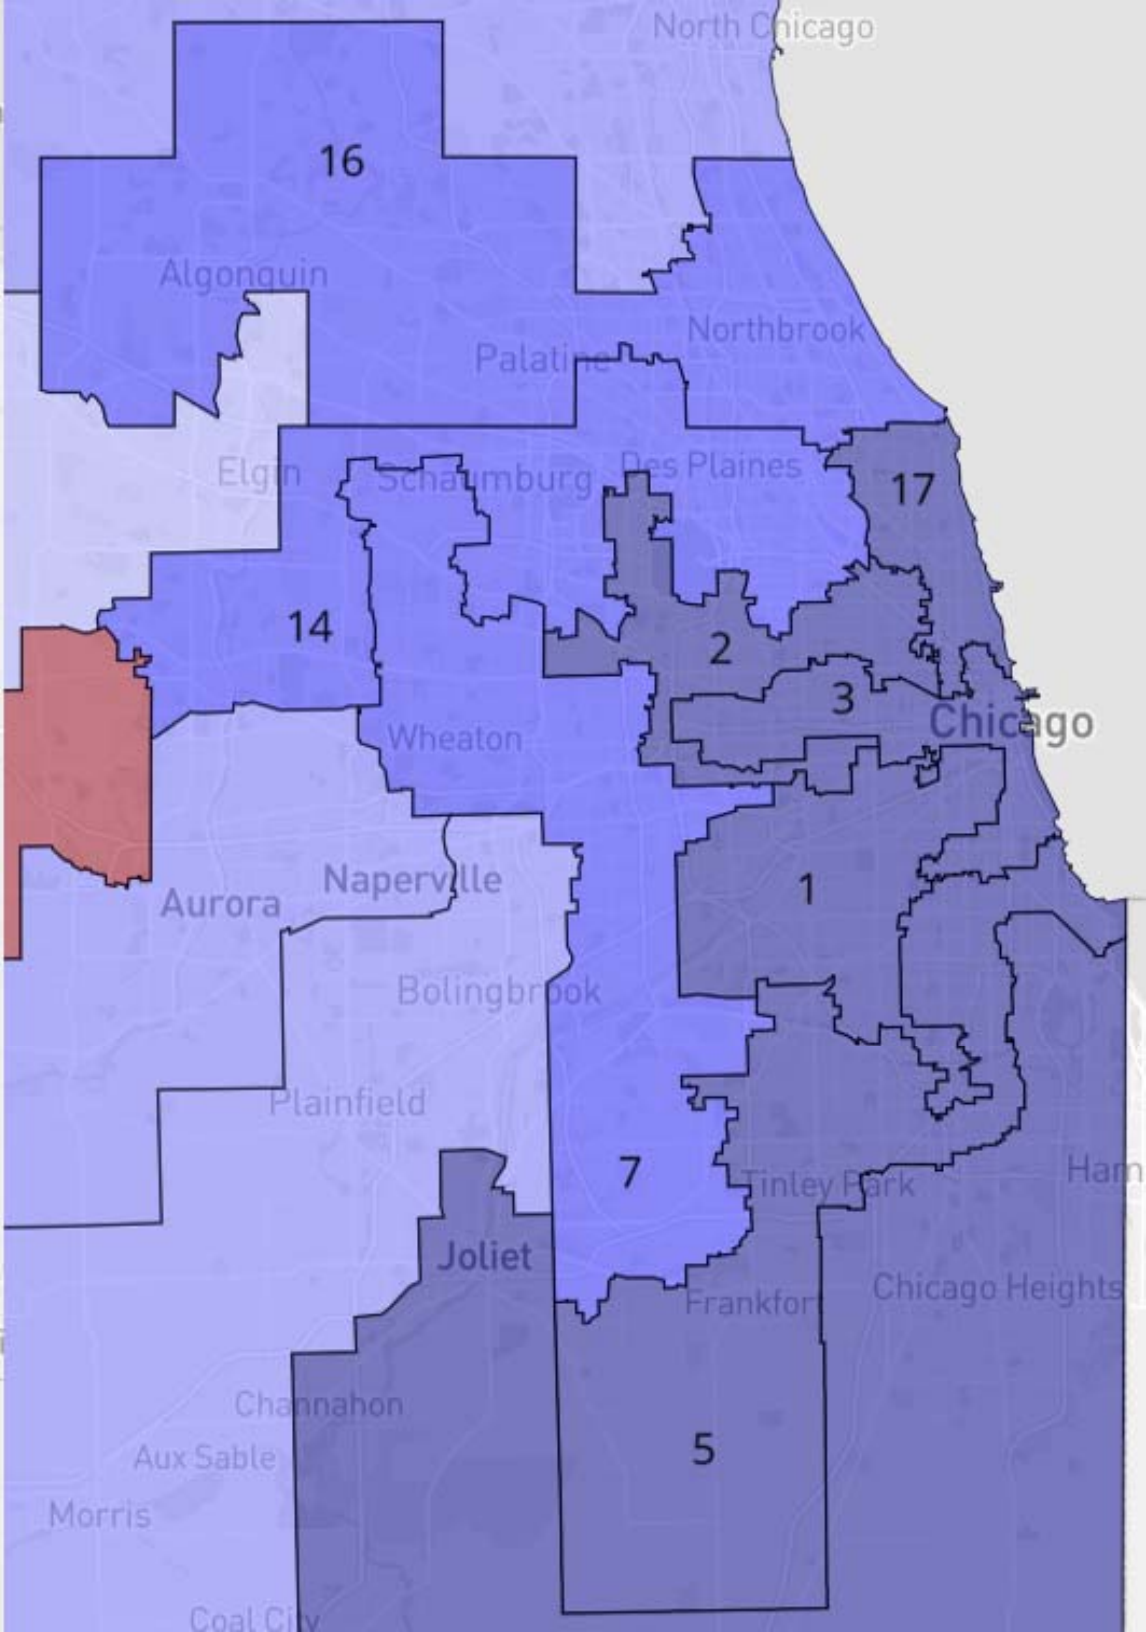 North Chicago
16
Algonquin
Northbrook
Palatine
Elgin
Schaumburg
Des Plaines
17
14
2
3
Chicago
Wheaton
Naperville
Aurora
1
Bolingbrook
Plainfield
7
Tinley Park
Ham
Joliet
Chicago Heights
Frankfort
Channahon
5
Aux Sable
Morris
Coal City